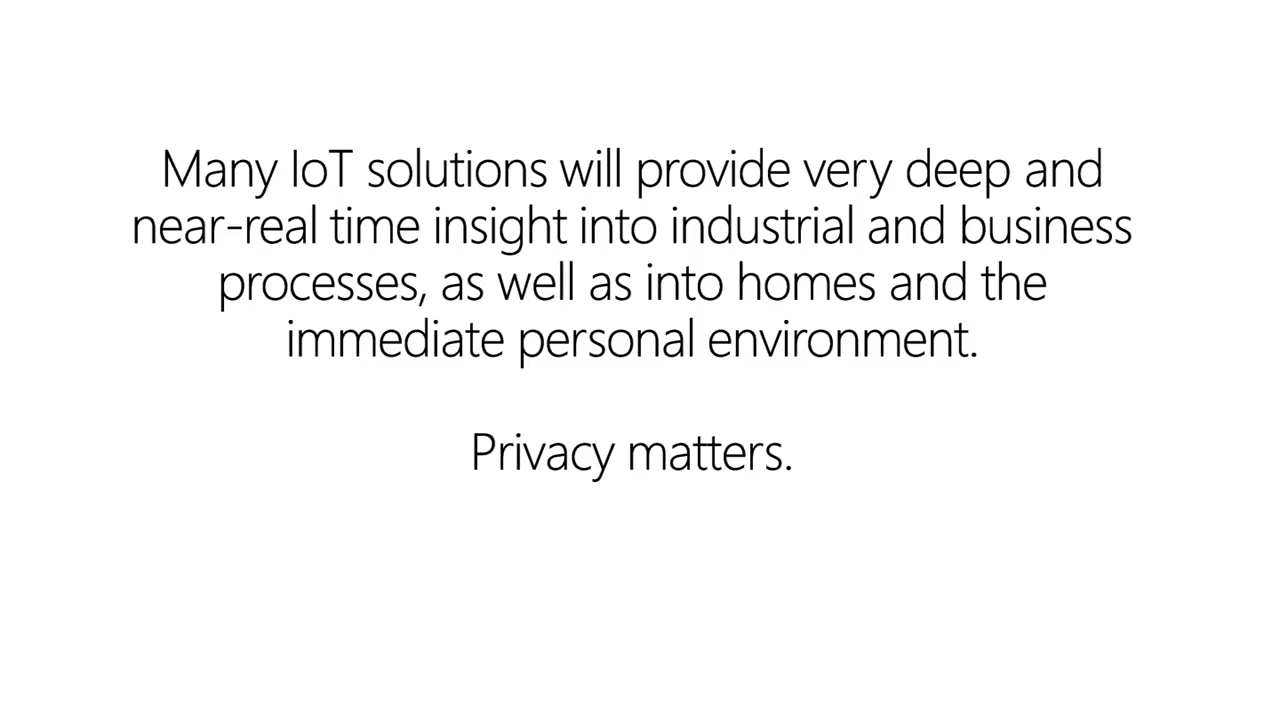 Many IoT solutions will provide very deep and
near-real time insight into industrial and business
processes, as well as into homes and the
immediate personal environment.
Privacy matters.